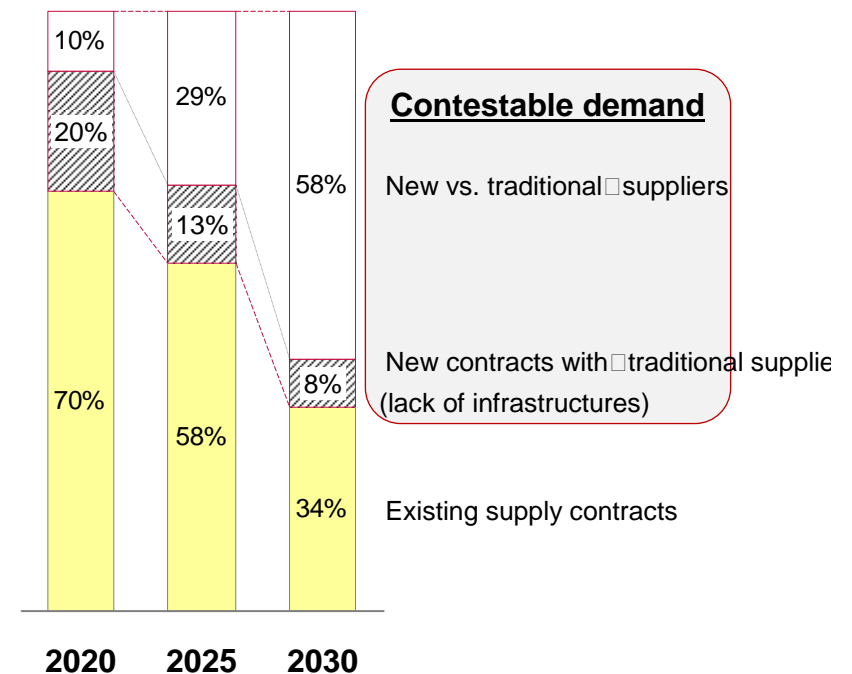 10%
29%
Contestable demand
20%
58%
New vs. traditional□suppliers
13%
New contracts with□traditional supplie
8%
(lack of infrastructures)
70%
58%
34%
Existing supply contracts
2020 2025 2030